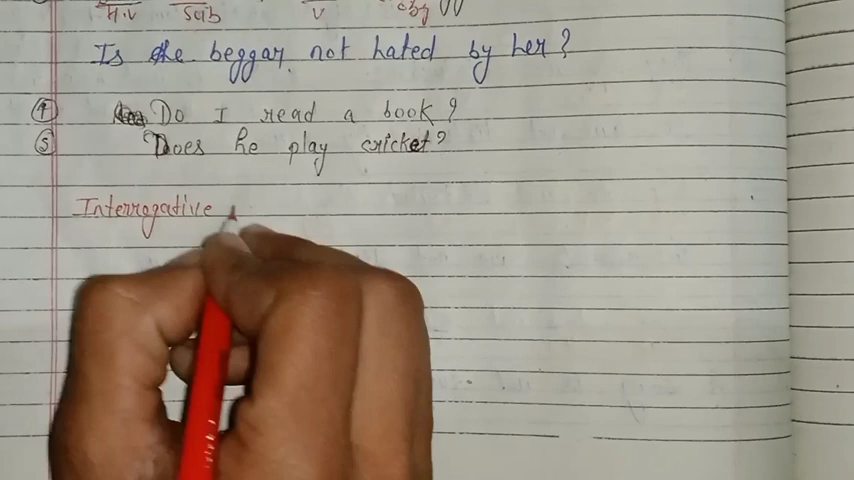 H.V Sub V obj
Is the beggar not hated by her?
4 Do I read a book?
5 Does he play cricket?
Interrogative